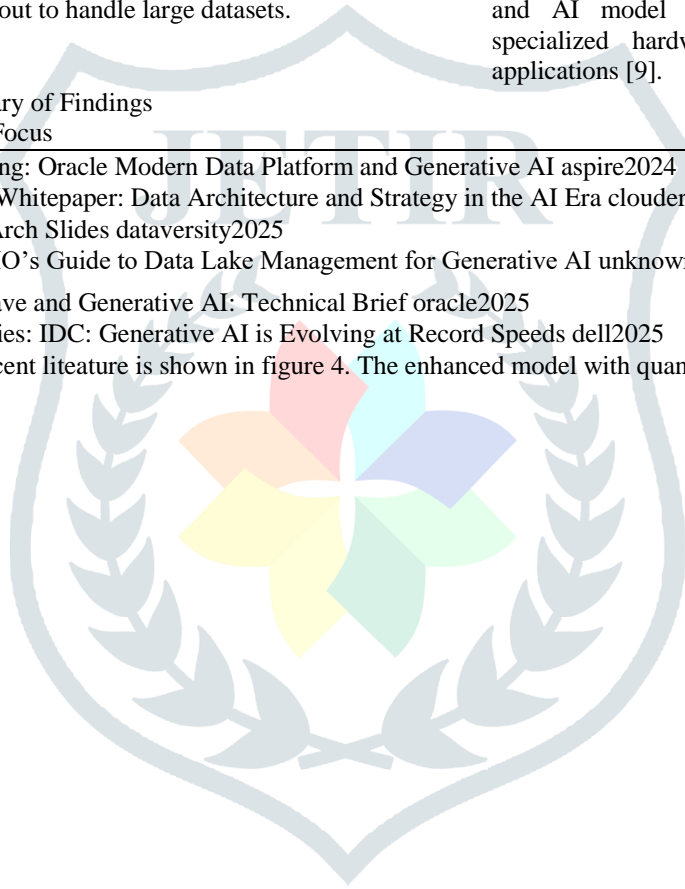 out to handle large datasets.
and AI model
specialized hardw
applications [9].
ary of Findings
Focus
ng: Oracle Modern Data Platform and Generative AI aspire2024
Whitepaper: Data Architecture and Strategy in the AI Era clouder
Arch Slides dataversity2025
IO's Guide to Data Lake Management for Generative AI unknow
ave and Generative AI: Technical Brief oracle2025
ies: IDC: Generative AI is Evolving at Record Speeds dell2025
cent liteature is shown in figure 4. The enhanced model with quan
JETIR